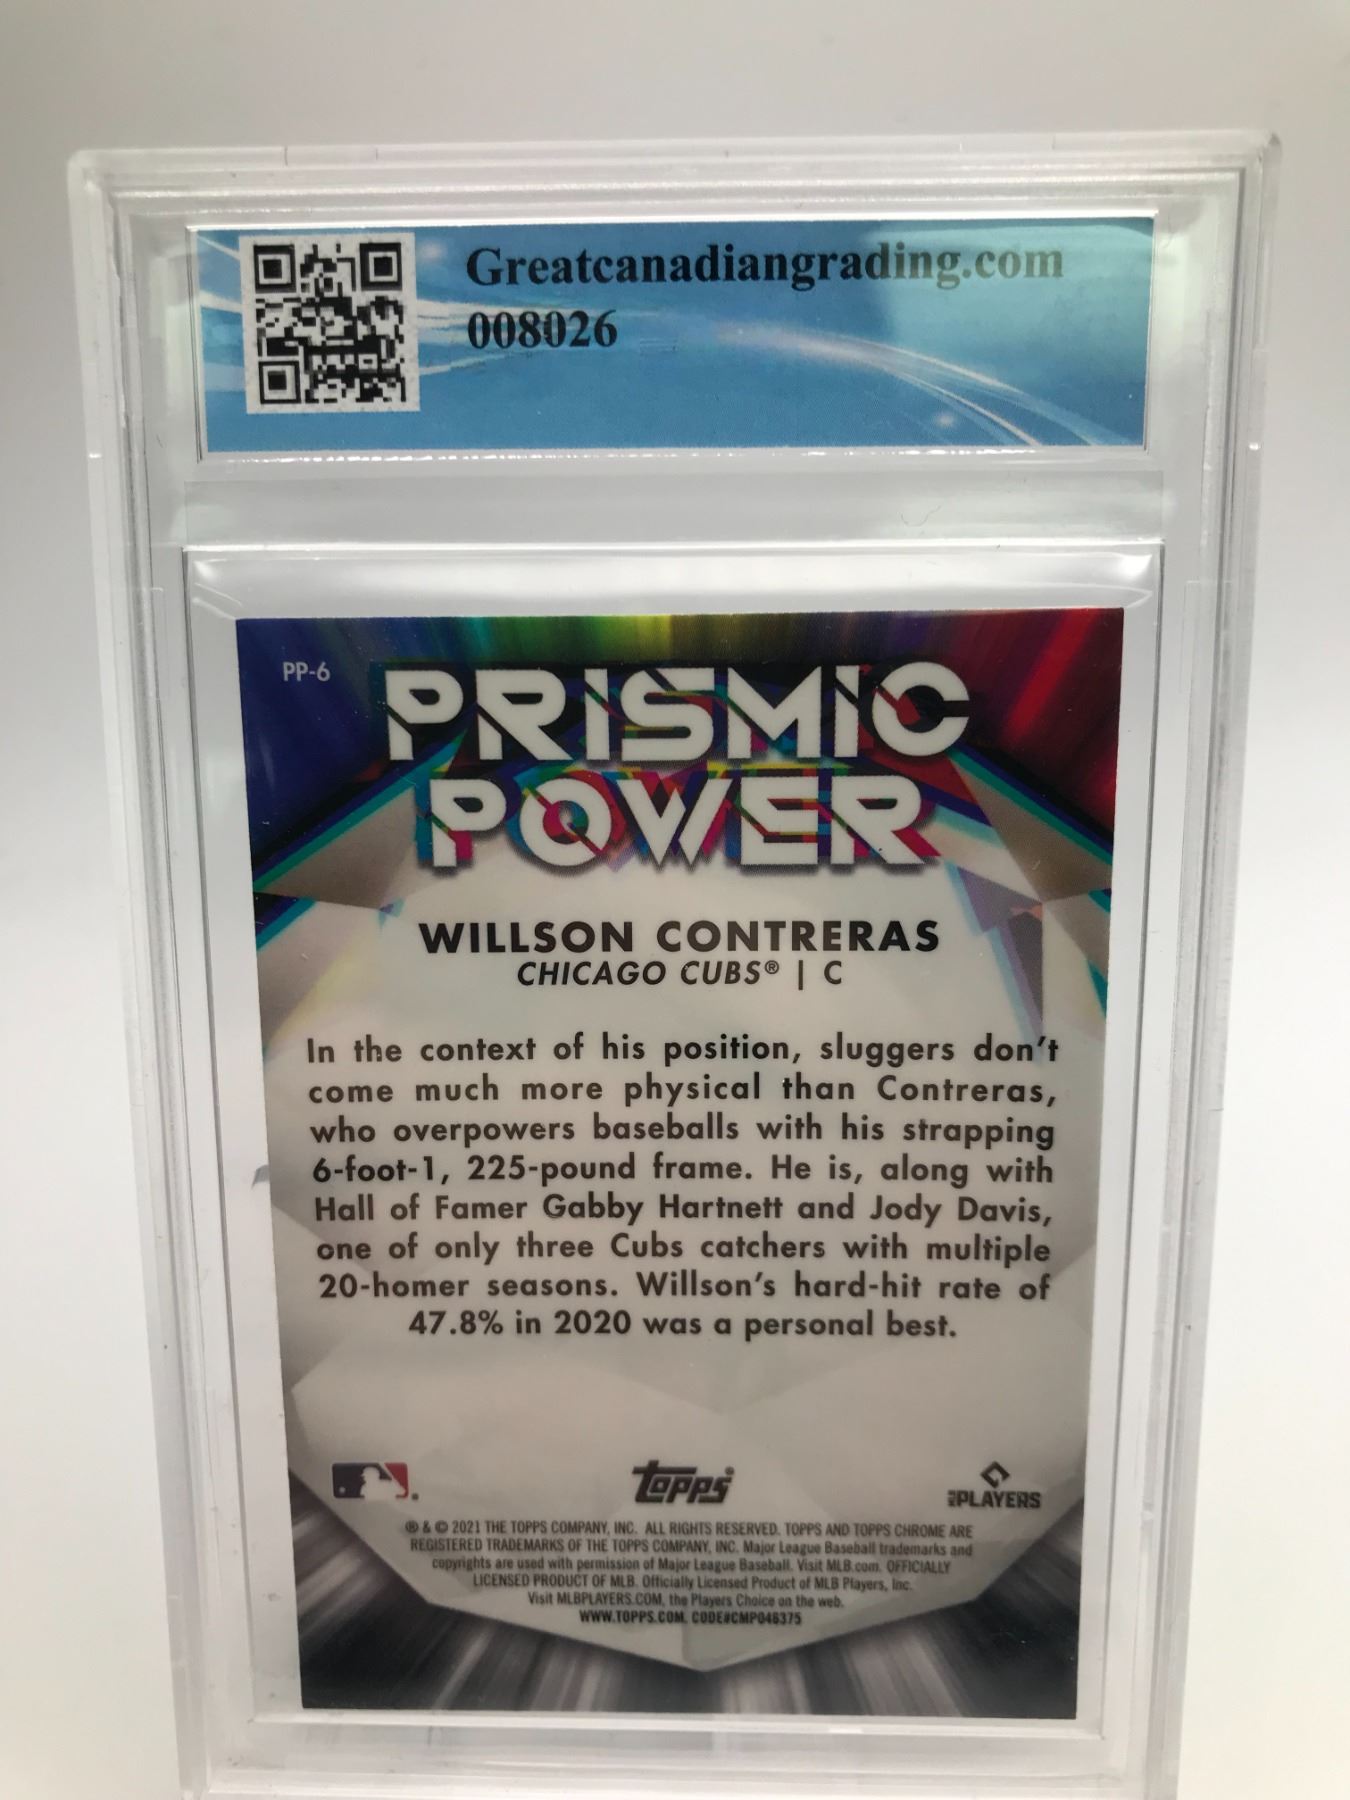 Greatcanadiangrading.com
008026
PP-6
PRISMIC
POWER
WILLSON CONTRERAS
CHICAGO CUBS® | C
In the context of his position, sluggers don't
come much more physical than Contreras,
who overpowers baseballs with his strapping
6-foot-1, 225-pound frame. He is, along with
Hall of Famer Gabby Hartnett and Jody Davis,
one of only three Cubs catchers with multiple
20-homer seasons. Willson's hard-hit rate of
47.8% in 2020 was a personal best.
topps
MLB PLAYERS
® & © 2021 THE TOPPS COMPANY, INC. ALL RIGHTS RESERVED. TOPPS AND TOPPS CHROME ARE
REGISTERED TRADEMARKS OF THE TOPPS COMPANY, INC. Major League Baseball trademarks and
copyrights are used with permission of Major League Baseball. Visit MLB.com. OFFICIALLY
LICENSED PRODUCT OF MLB. Officially Licensed Product of MLB Players, Inc.
Visit MLBPLAYERS.COM, the Players Choice on the web.
WWW.TOPPS.COM. CODE#CMP046375